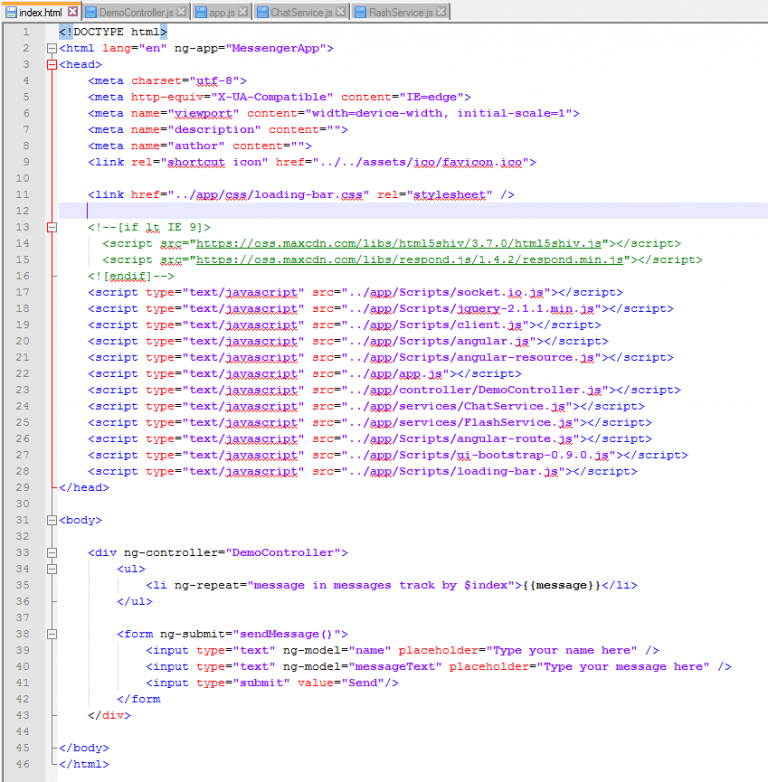 index.html DemoController.js app.js ChatService.js FlashService.js
1 <!DOCTYPE html>
2 <html lang="en" ng-app="MessengerApp">
3 <head>
4 <meta charset="utf-8">
5 <meta http-equiv="X-UA-Compatible" content="IE=edge">
6 <meta name="viewport" content="width=device-width, initial-scale=1">
7 <meta name="description" content="">
8 <meta name="author" content="">
9 <link rel="shortcut icon" href="../../assets/ico/favicon.ico">
10
11 <link href="../app/css/loading-bar.css" rel="stylesheet" />
12
13 <!--[if lt IE 9]>
14 <script src="https://oss.maxcdn.com/libs/html5shiv/3.7.0/html5shiv.js"></script>
15 <script src="https://oss.maxcdn.com/libs/respond.js/1.4.2/respond.min.js"></script>
16 <![endif]-->
17 <script type="text/javascript" src="../app/Scripts/socket.io.js"></script>
18 <script type="text/javascript" src="../app/Scripts/jquery-2.1.1.min.js"></script>
19 <script type="text/javascript" src="../app/Scripts/client.js"></script>
20 <script type="text/javascript" src="../app/Scripts/angular.js"></script>
21 <script type="text/javascript" src="../app/Scripts/angular-resource.js"></script>
22 <script type="text/javascript" src="../app/app.js"></script>
23 <script type="text/javascript" src="../app/controller/DemoController.js"></script>
24 <script type="text/javascript" src="../app/services/ChatService.js"></script>
25 <script type="text/javascript" src="../app/services/FlashService.js"></script>
26 <script type="text/javascript" src="../app/Scripts/angular-route.js"></script>
27 <script type="text/javascript" src="../app/Scripts/ui-bootstrap-0.9.0.js"></script>
28 <script type="text/javascript" src="../app/Scripts/loading-bar.js"></script>
29 </head>
30
31 <body>
32
33 <div ng-controller="DemoController">
34 <ul>
35 <li ng-repeat="message in messages track by $index">{{message}}</li>
36 </ul>
37
38 <form ng-submit="sendMessage()">
39 <input type="text" ng-model="name" placeholder="Type your name here" />
40 <input type="text" ng-model="messageText" placeholder="Type your message here" />
41 <input type="submit" value="Send"/>
42 </form
43 </div>
44
45 </body>
46 </html>